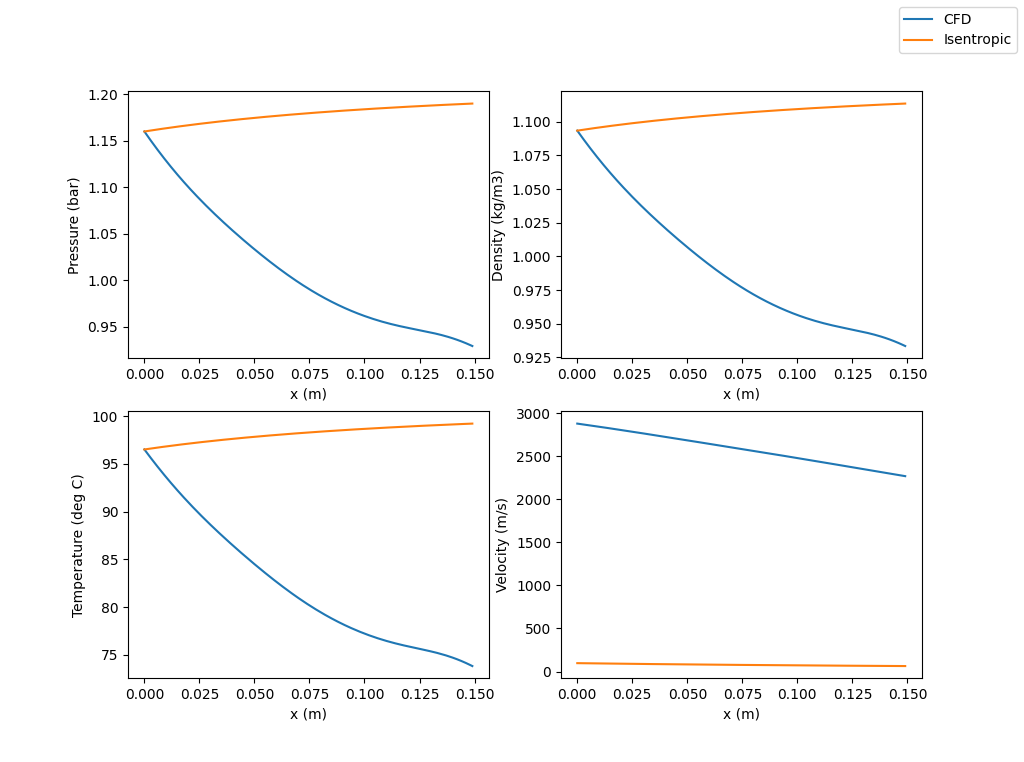 CFD
Isentropic
1.20
1.15
1.10
1.05
1.00
0.95
Pressure (bar)
0.000 0.025 0.050 0.075 0.100 0.125 0.150
x (m)
1.100
1.075
1.050
1.025
1.000
0.975
0.950
0.925
Density (kg/m3)
0.000 0.025 0.050 0.075 0.100 0.125 0.150
x (m)
100
95
90
85
80
75
Temperature (deg C)
0.000 0.025 0.050 0.075 0.100 0.125 0.150
x (m)
3000
2500
2000
1500
1000
500
0
Velocity (m/s)
0.000 0.025 0.050 0.075 0.100 0.125 0.150
x (m)